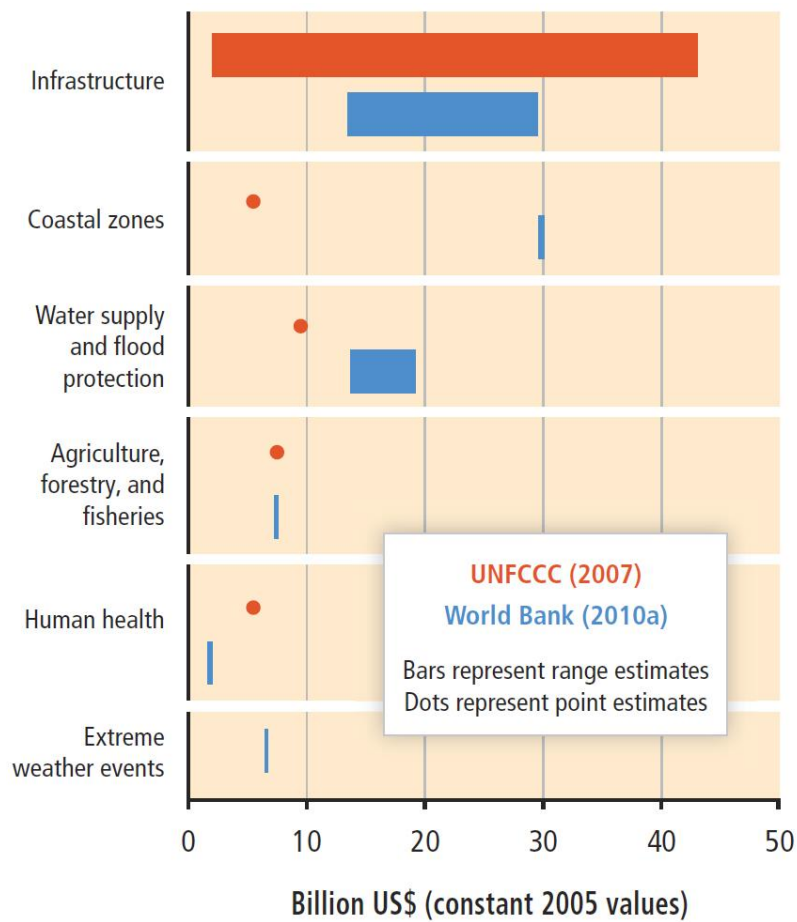 Infrastructure
Coastal zones
Water supply
and flood
protection
Agriculture,
forestry, and
fisheries
Human health
Extreme
weather events
UNFCCC (2007)
World Bank (2010a)
Bars represent range estimates
Dots represent point estimates
0 10 20 30 40 50
Billion US$ (constant 2005 values)